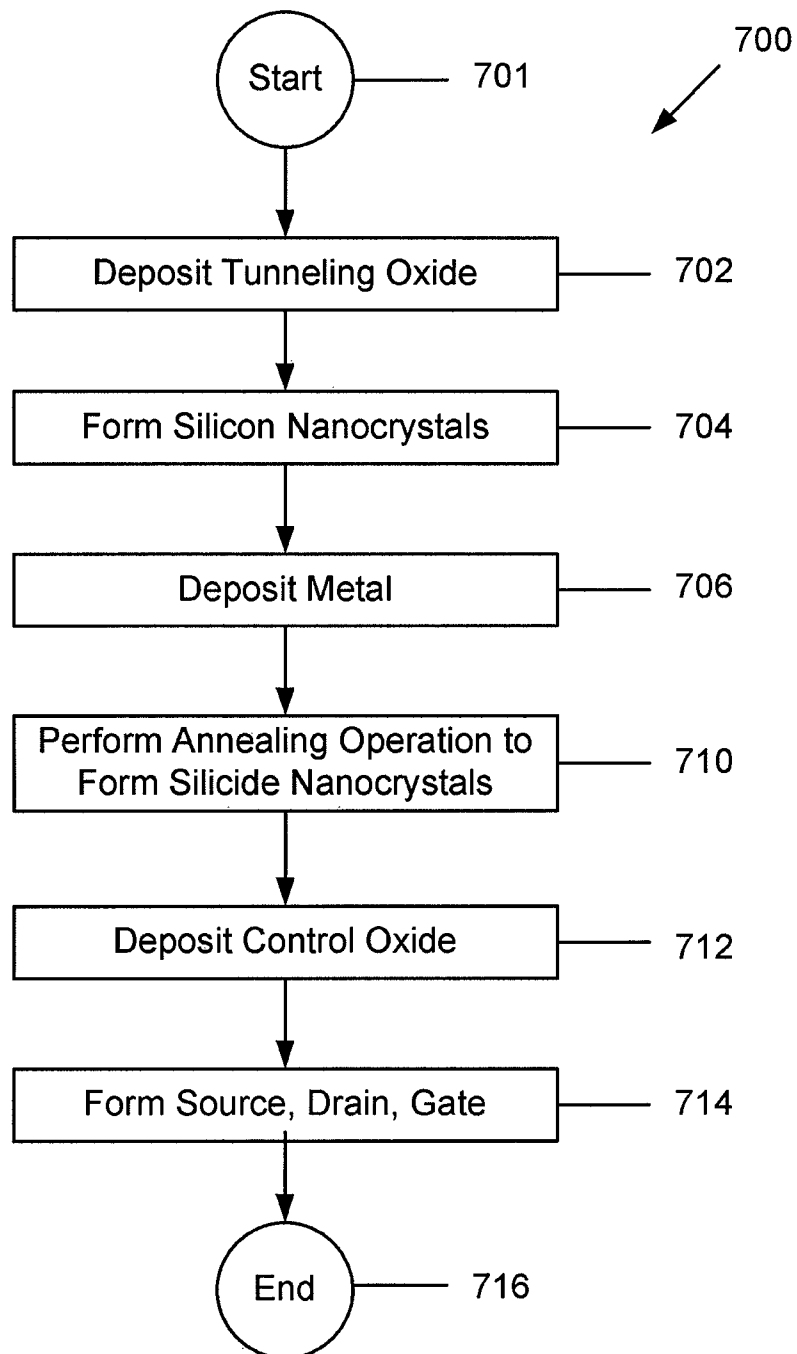 700
Start 701
Deposit Tunneling Oxide 702
Form Silicon Nanocrystals 704
Deposit Metal 706
Perform Annealing Operation to
Form Silicide Nanocrystals 710
Deposit Control Oxide 712
Form Source, Drain, Gate 714
End 716